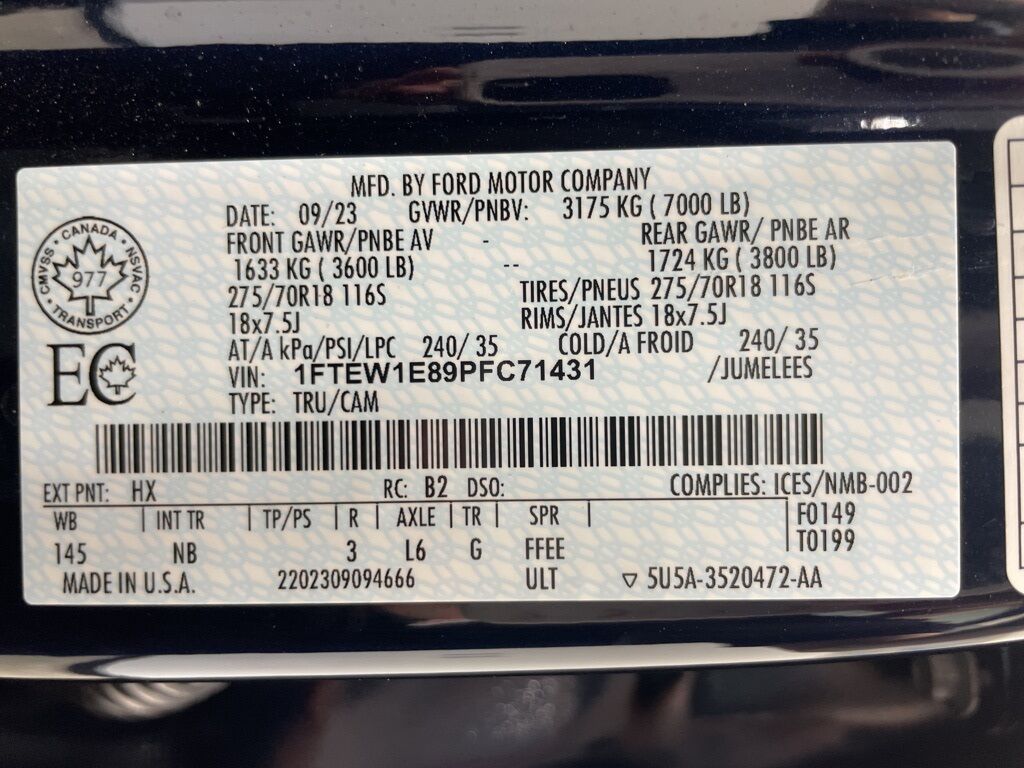 MFD. BY FORD MOTOR COMPANY
DATE: 09/23 GVWR/PNBV: 3175 KG ( 7000 LB)
FRONT GAWR/PNBE AV - REAR GAWR/ PNBE AR
1633 KG ( 3600 LB) -- 1724 KG ( 3800 LB)
275/70R18 116S TIRES/PNEUS 275/70R18 116S
18x7.5J RIMS/JANTES 18x7.5J
AT/A kPa/PSI/LPC 240/ 35 COLD/A FROID 240/ 35
VIN: 1FTEW1E89PFC71431 /JUMELEES
TYPE: TRU/CAM
CANADA · NSVAC · TRANSPORT · CMVSS
977
EC
EXT PNT: HX RC: B2 DSO: COMPLIES: ICES/NMB-002
WB | INT TR | TP/PS | R | AXLE | TR | SPR | F0149
145 NB 3 L6 G FFEE T0199
MADE IN U.S.A. 2202309094666 ULT ▽ 5U5A-3520472-AA